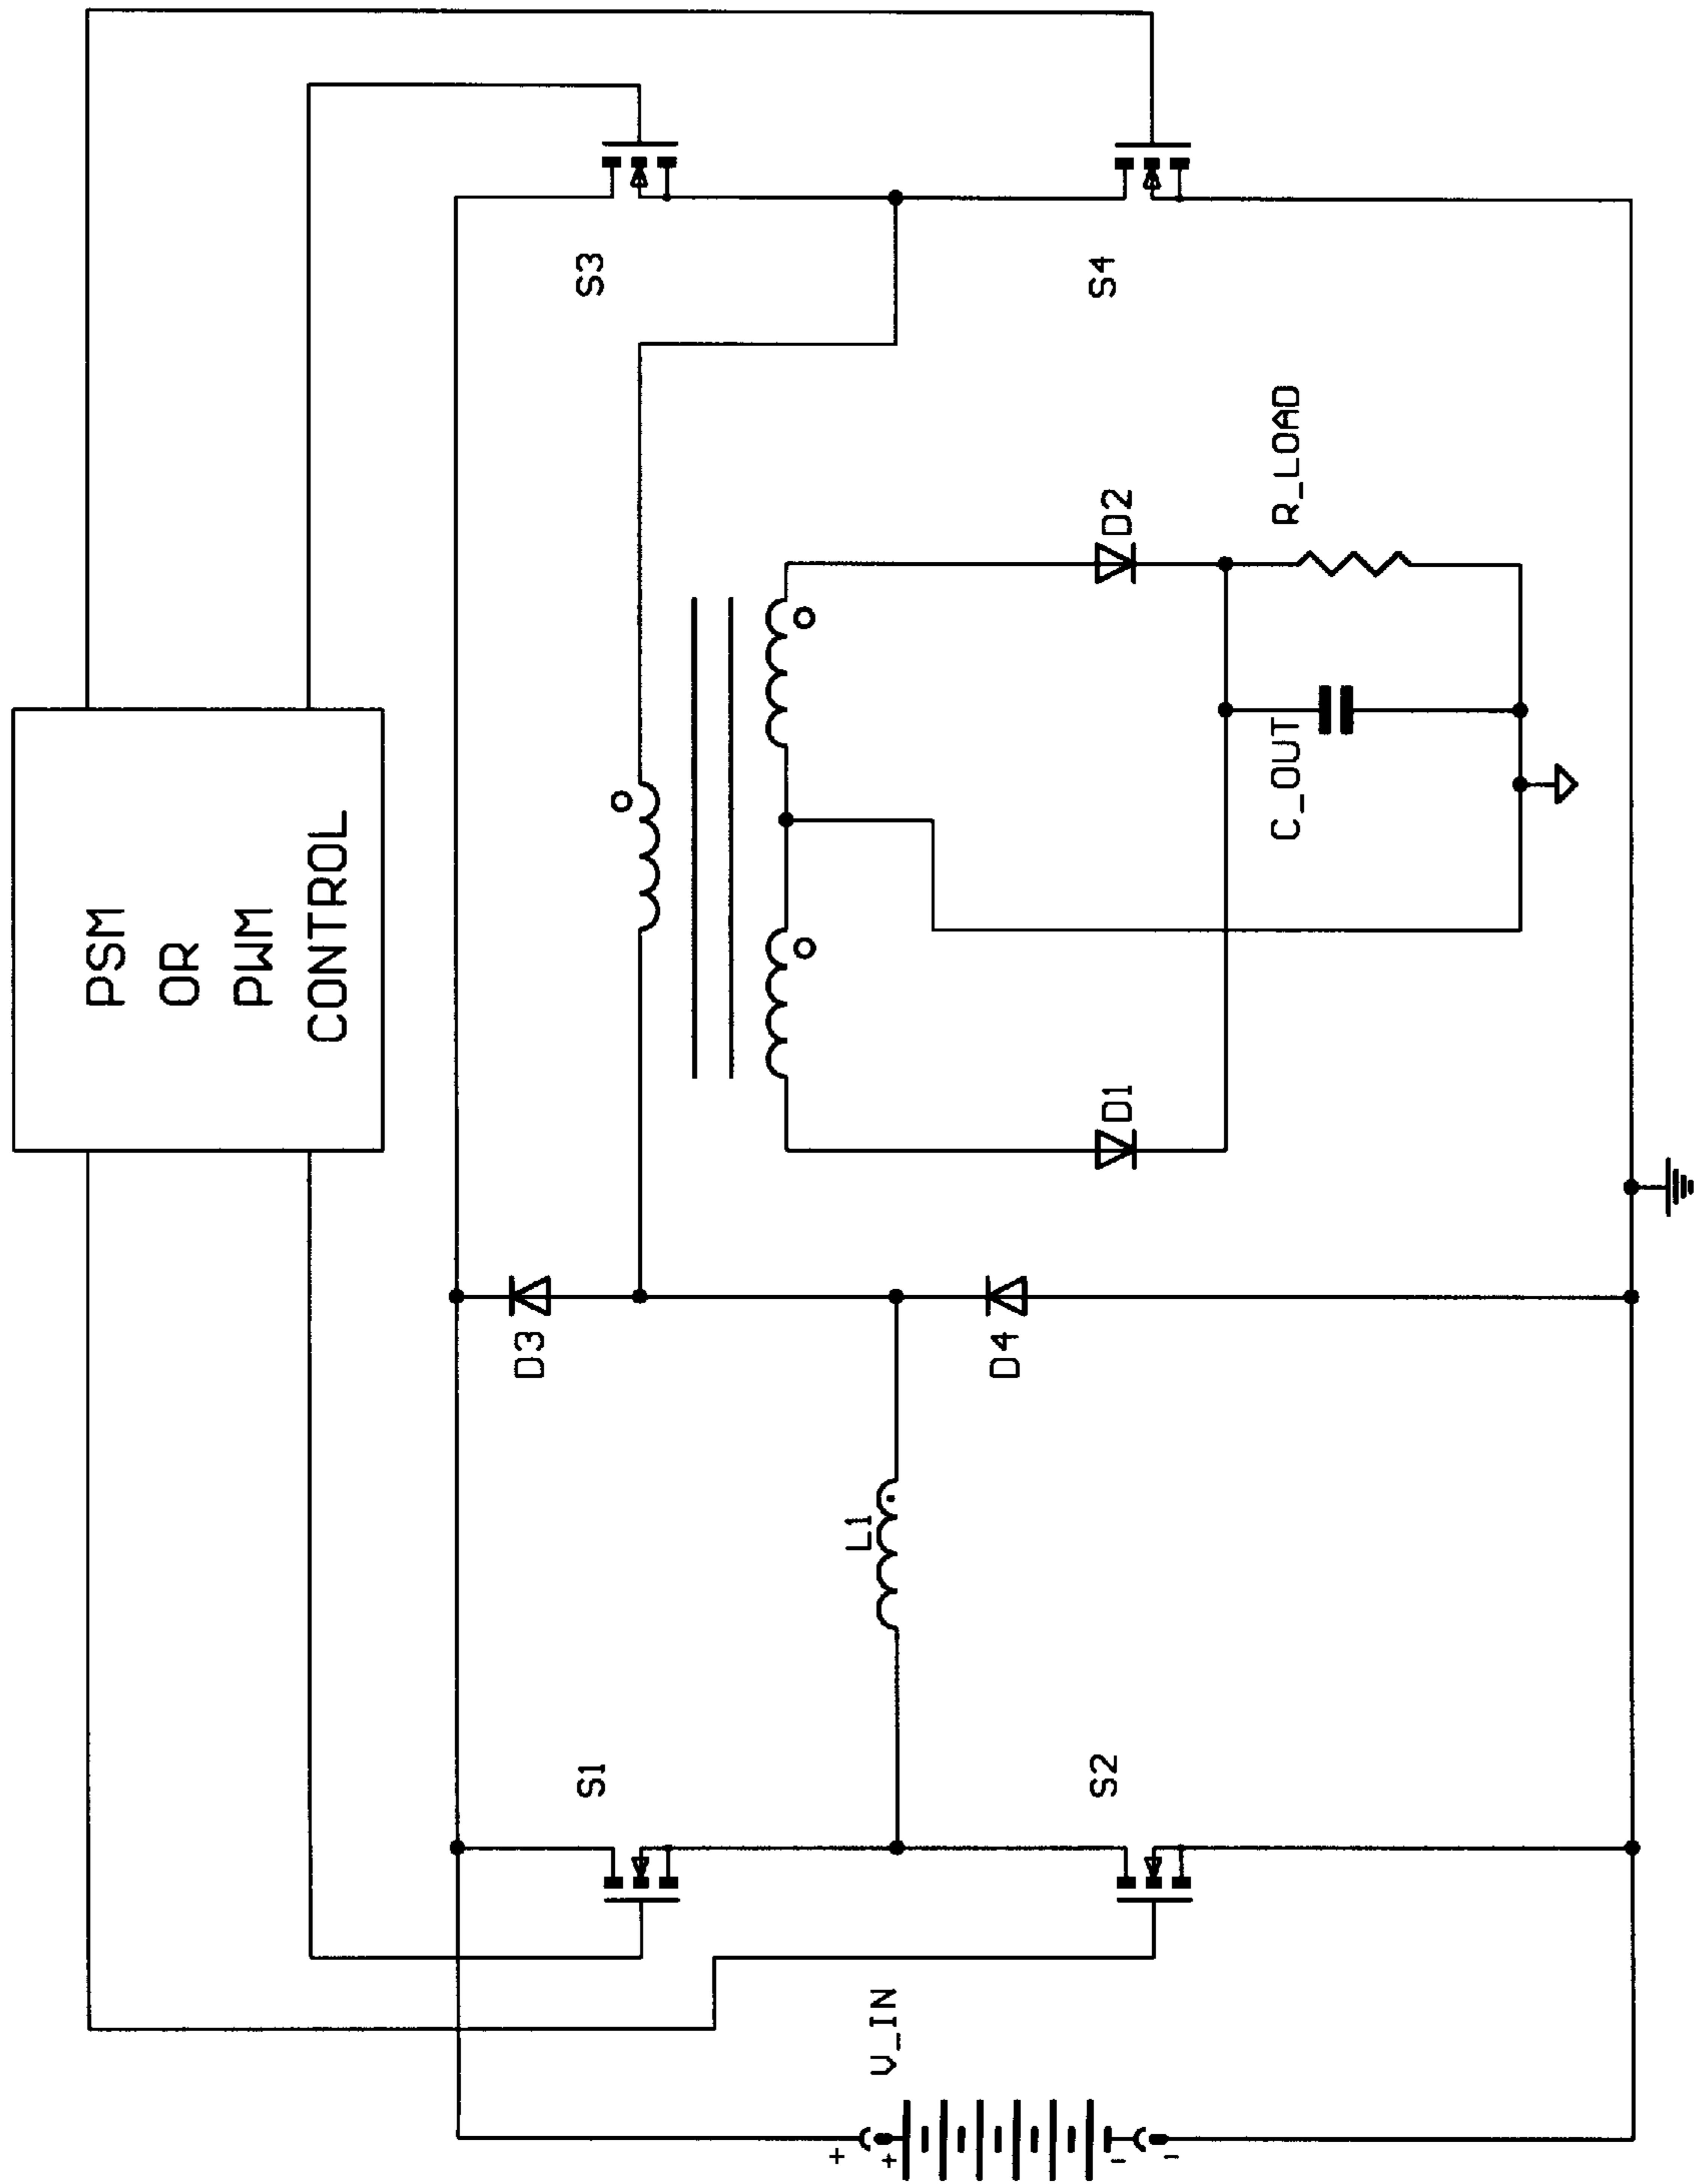 PSM
OR
PWM
CONTROL
S3
S4
R_LOAD
D2
C_OUT
D1
D3
D4
L1
S1
S2
V_IN
+
+
-
-